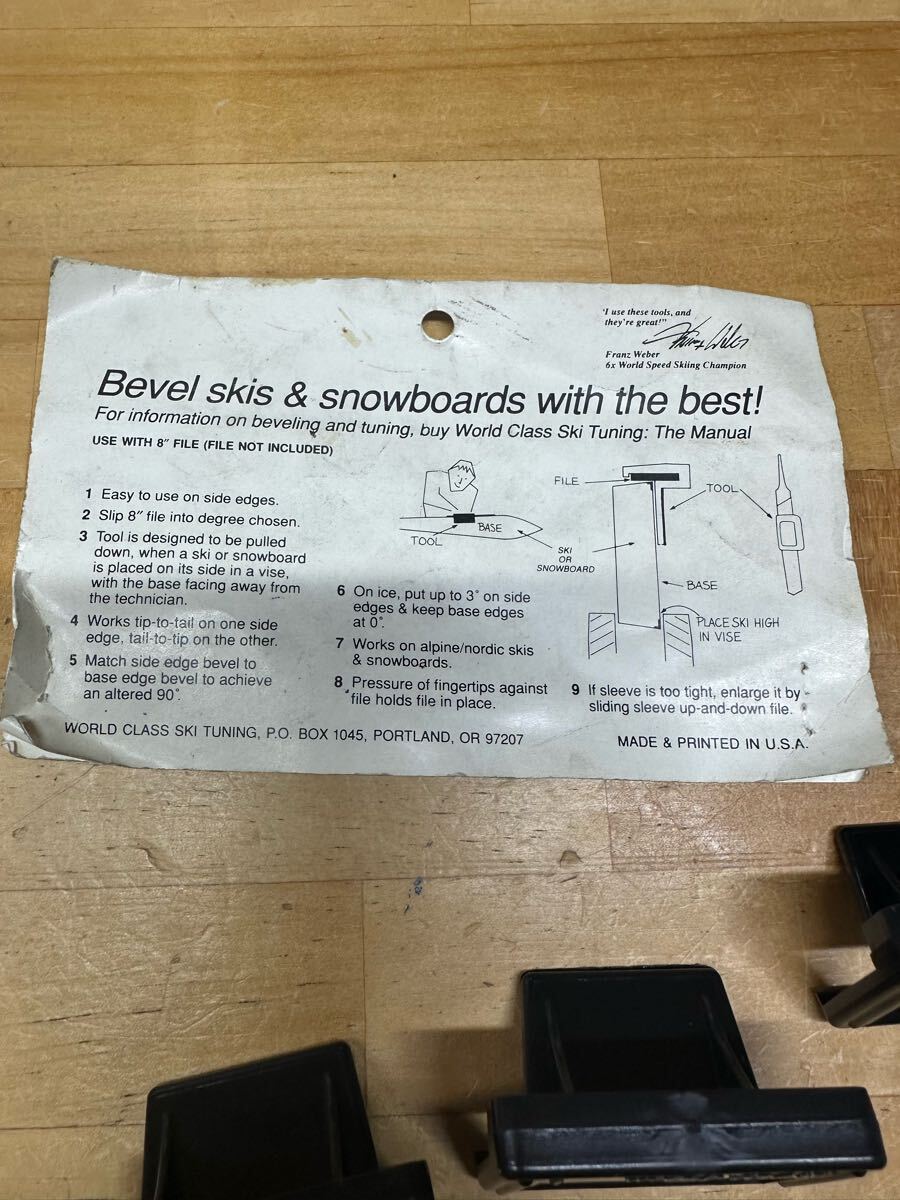 'I use these tools, and
they're great!"
Franz Weber
6x World Speed Skiing Champion
Bevel skis & snowboards with the best!
For information on beveling and tuning, buy World Class Ski Tuning: The Manual
USE WITH 8" FILE (FILE NOT INCLUDED)
1 Easy to use on side edges.
2 Slip 8" file into degree chosen.
3 Tool is designed to be pulled
down, when a ski or snowboard
is placed on its side in a vise,
with the base facing away from
the technician.
4 Works tip-to-tail on one side
edge, tail-to-tip on the other.
5 Match side edge bevel to
base edge bevel to achieve
an altered 90°.
TOOL
BASE
SKI
OR
SNOWBOARD
FILE
TOOL
BASE
PLACE SKI HIGH
IN VISE
6 On ice, put up to 3° on side
edges & keep base edges
at 0°.
7 Works on alpine/nordic skis
& snowboards.
8 Pressure of fingertips against
file holds file in place.
9 If sleeve is too tight, enlarge it by
sliding sleeve up-and-down file.
WORLD CLASS SKI TUNING, P.O. BOX 1045, PORTLAND, OR 97207
MADE & PRINTED IN U.S.A.